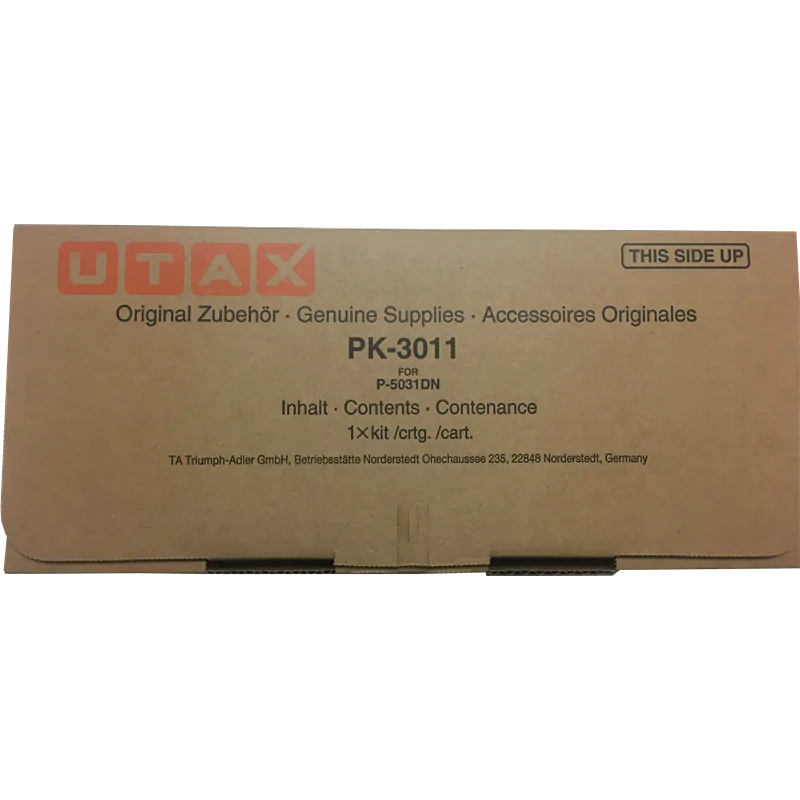 UTAX
THIS SIDE UP
Original Zubehör · Genuine Supplies · Accessoires Originales
PK-3011
FOR
P-5031DN
Inhalt · Contents · Contenance
1×kit /crtg. /cart.
TA Triumph-Adler GmbH, Betriebsstätte Norderstedt Ohechaussee 235, 22848 Norderstedt, Germany